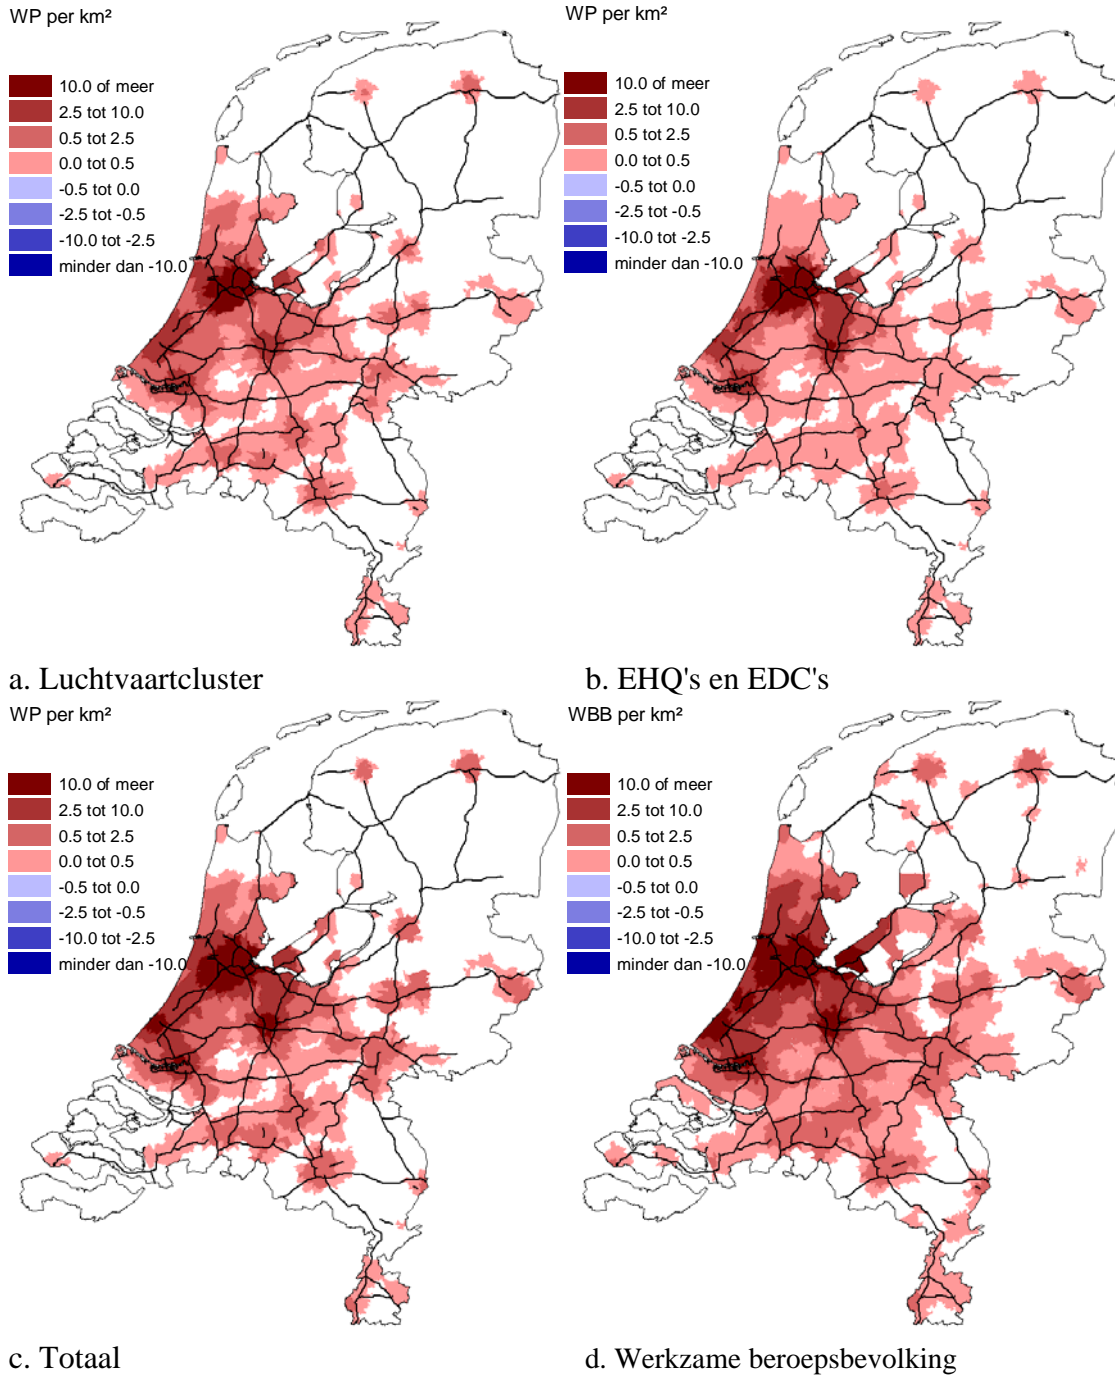 WP per km²
10.0 of meer
2.5 tot 10.0
0.5 tot 2.5
0.0 tot 0.5
-0.5 tot 0.0
-2.5 tot -0.5
-10.0 tot -2.5
minder dan -10.0
a. Luchtvaartcluster
WP per km²
10.0 of meer
2.5 tot 10.0
0.5 tot 2.5
0.0 tot 0.5
-0.5 tot 0.0
-2.5 tot -0.5
-10.0 tot -2.5
minder dan -10.0
b. EHQ's en EDC's
WP per km²
10.0 of meer
2.5 tot 10.0
0.5 tot 2.5
0.0 tot 0.5
-0.5 tot 0.0
-2.5 tot -0.5
-10.0 tot -2.5
minder dan -10.0
c. Totaal
WBB per km²
10.0 of meer
2.5 tot 10.0
0.5 tot 2.5
0.0 tot 0.5
-0.5 tot 0.0
-2.5 tot -0.5
-10.0 tot -2.5
minder dan -10.0
d. Werkzame beroepsbevolking